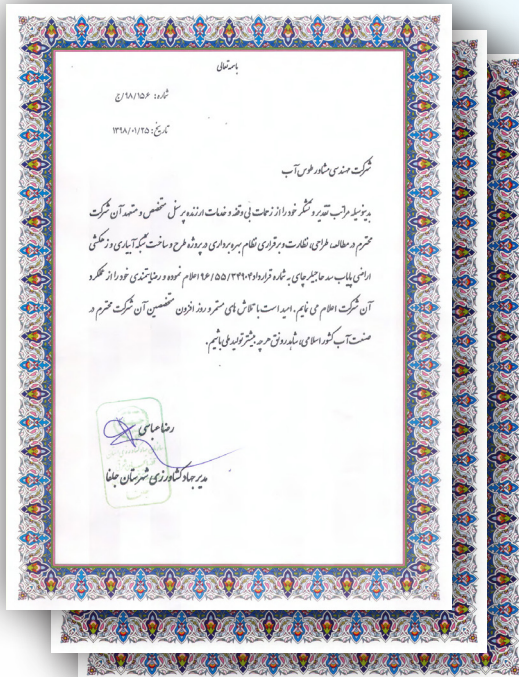 باسمه تعالی
شماره: ۹۸/۱۵۶/ج
تاریخ: ۱۳۹۸/۰۱/۲۵
شرکت مهندسی مشاور طوس آب
بدینوسیله مراتب تقدیر و تشکر خود را از زحمات بی وقفه و خدمات ارزنده پرسنل متخصص و متعهد آن شرکت
محترم در مطالعه، طراحی، نظارت و برقراری نظام بهره برداری در پروژه طرح و ساخت شبکه آبیاری و زهکشی
اراضی پایاب سد حاجیلرچای به شماره قرارداد ۹۶/۵۵/۳۴۹۰۴ اعلام نموده و رضایتمندی خود را از عملکرد
آن شرکت اعلام می نمایم. امید است با تلاش های مستمر و روز افزون متخصصین آن شرکت محترم در
صنعت آب کشور اسلامی، شاهد رونق هر چه بیشتر تولید ملی باشیم.
رضا عباسی
مدیر جهاد کشاورزی شهرستان جلفا